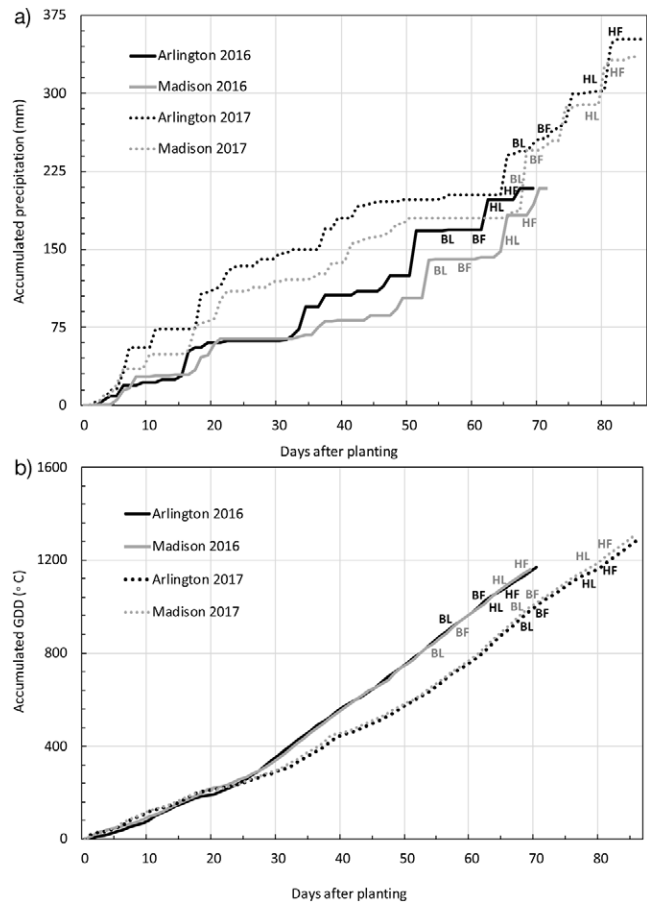 a)
375
300
225
150
75
0
Accumulated precipitation (mm)
Arlington 2016
Madison 2016
Arlington 2017
Madison 2017
HF
HF
HL
HL
BF
BL
BF
BL
HF
HL
HF
BL
BF
HL
BL
BF
0 10 20 30 40 50 60 70 80
Days after planting
b)
1600
1200
800
400
0
Accumulated GDD (° C)
Arlington 2016
Madison 2016
Arlington 2017
Madison 2017
HF
HL
HF
HL
HL
HF
BF
HF
BF
HL
BL
BF
BL
BL
BF
BL
0 10 20 30 40 50 60 70 80
Days after planting